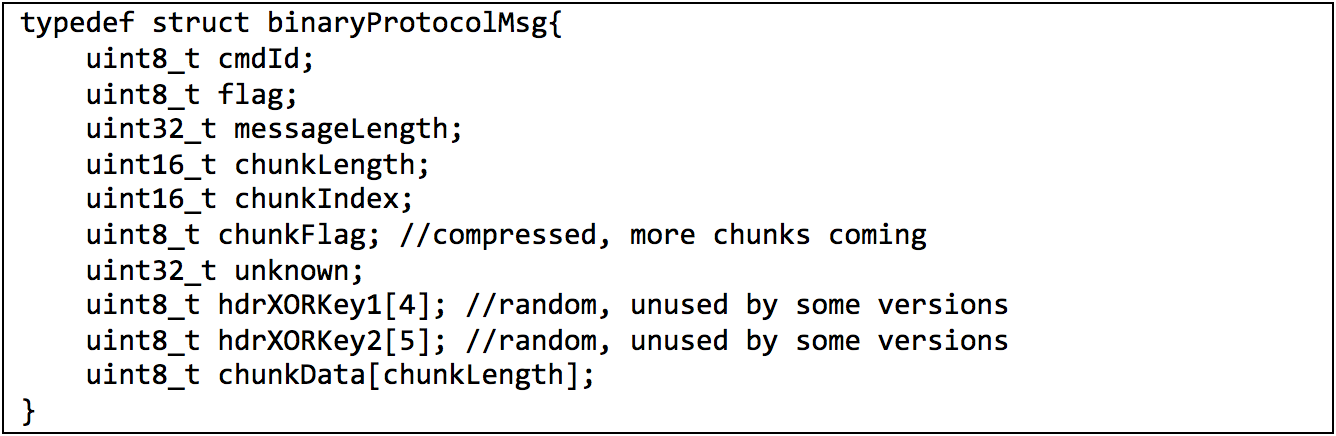 typedef struct binaryProtocolMsg{
    uint8_t cmdId;
    uint8_t flag;
    uint32_t messageLength;
    uint16_t chunkLength;
    uint16_t chunkIndex;
    uint8_t chunkFlag; //compressed, more chunks coming
    uint32_t unknown;
    uint8_t hdrXORKey1[4]; //random, unused by some versions
    uint8_t hdrXORKey2[5]; //random, unused by some versions
    uint8_t chunkData[chunkLength];
}